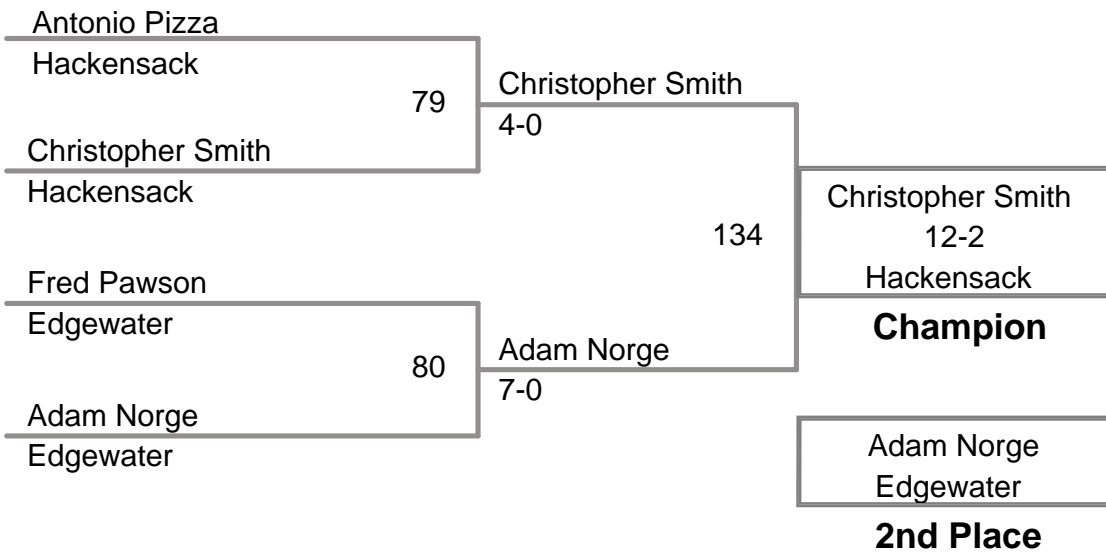 Antonio Pizza
Hackensack
79
Christopher Smith
4-0
Christopher Smith
Hackensack
134
Christopher Smith
12-2
Hackensack
Champion
Fred Pawson
Edgewater
80
Adam Norge
7-0
Adam Norge
Edgewater
Adam Norge
Edgewater
2nd Place